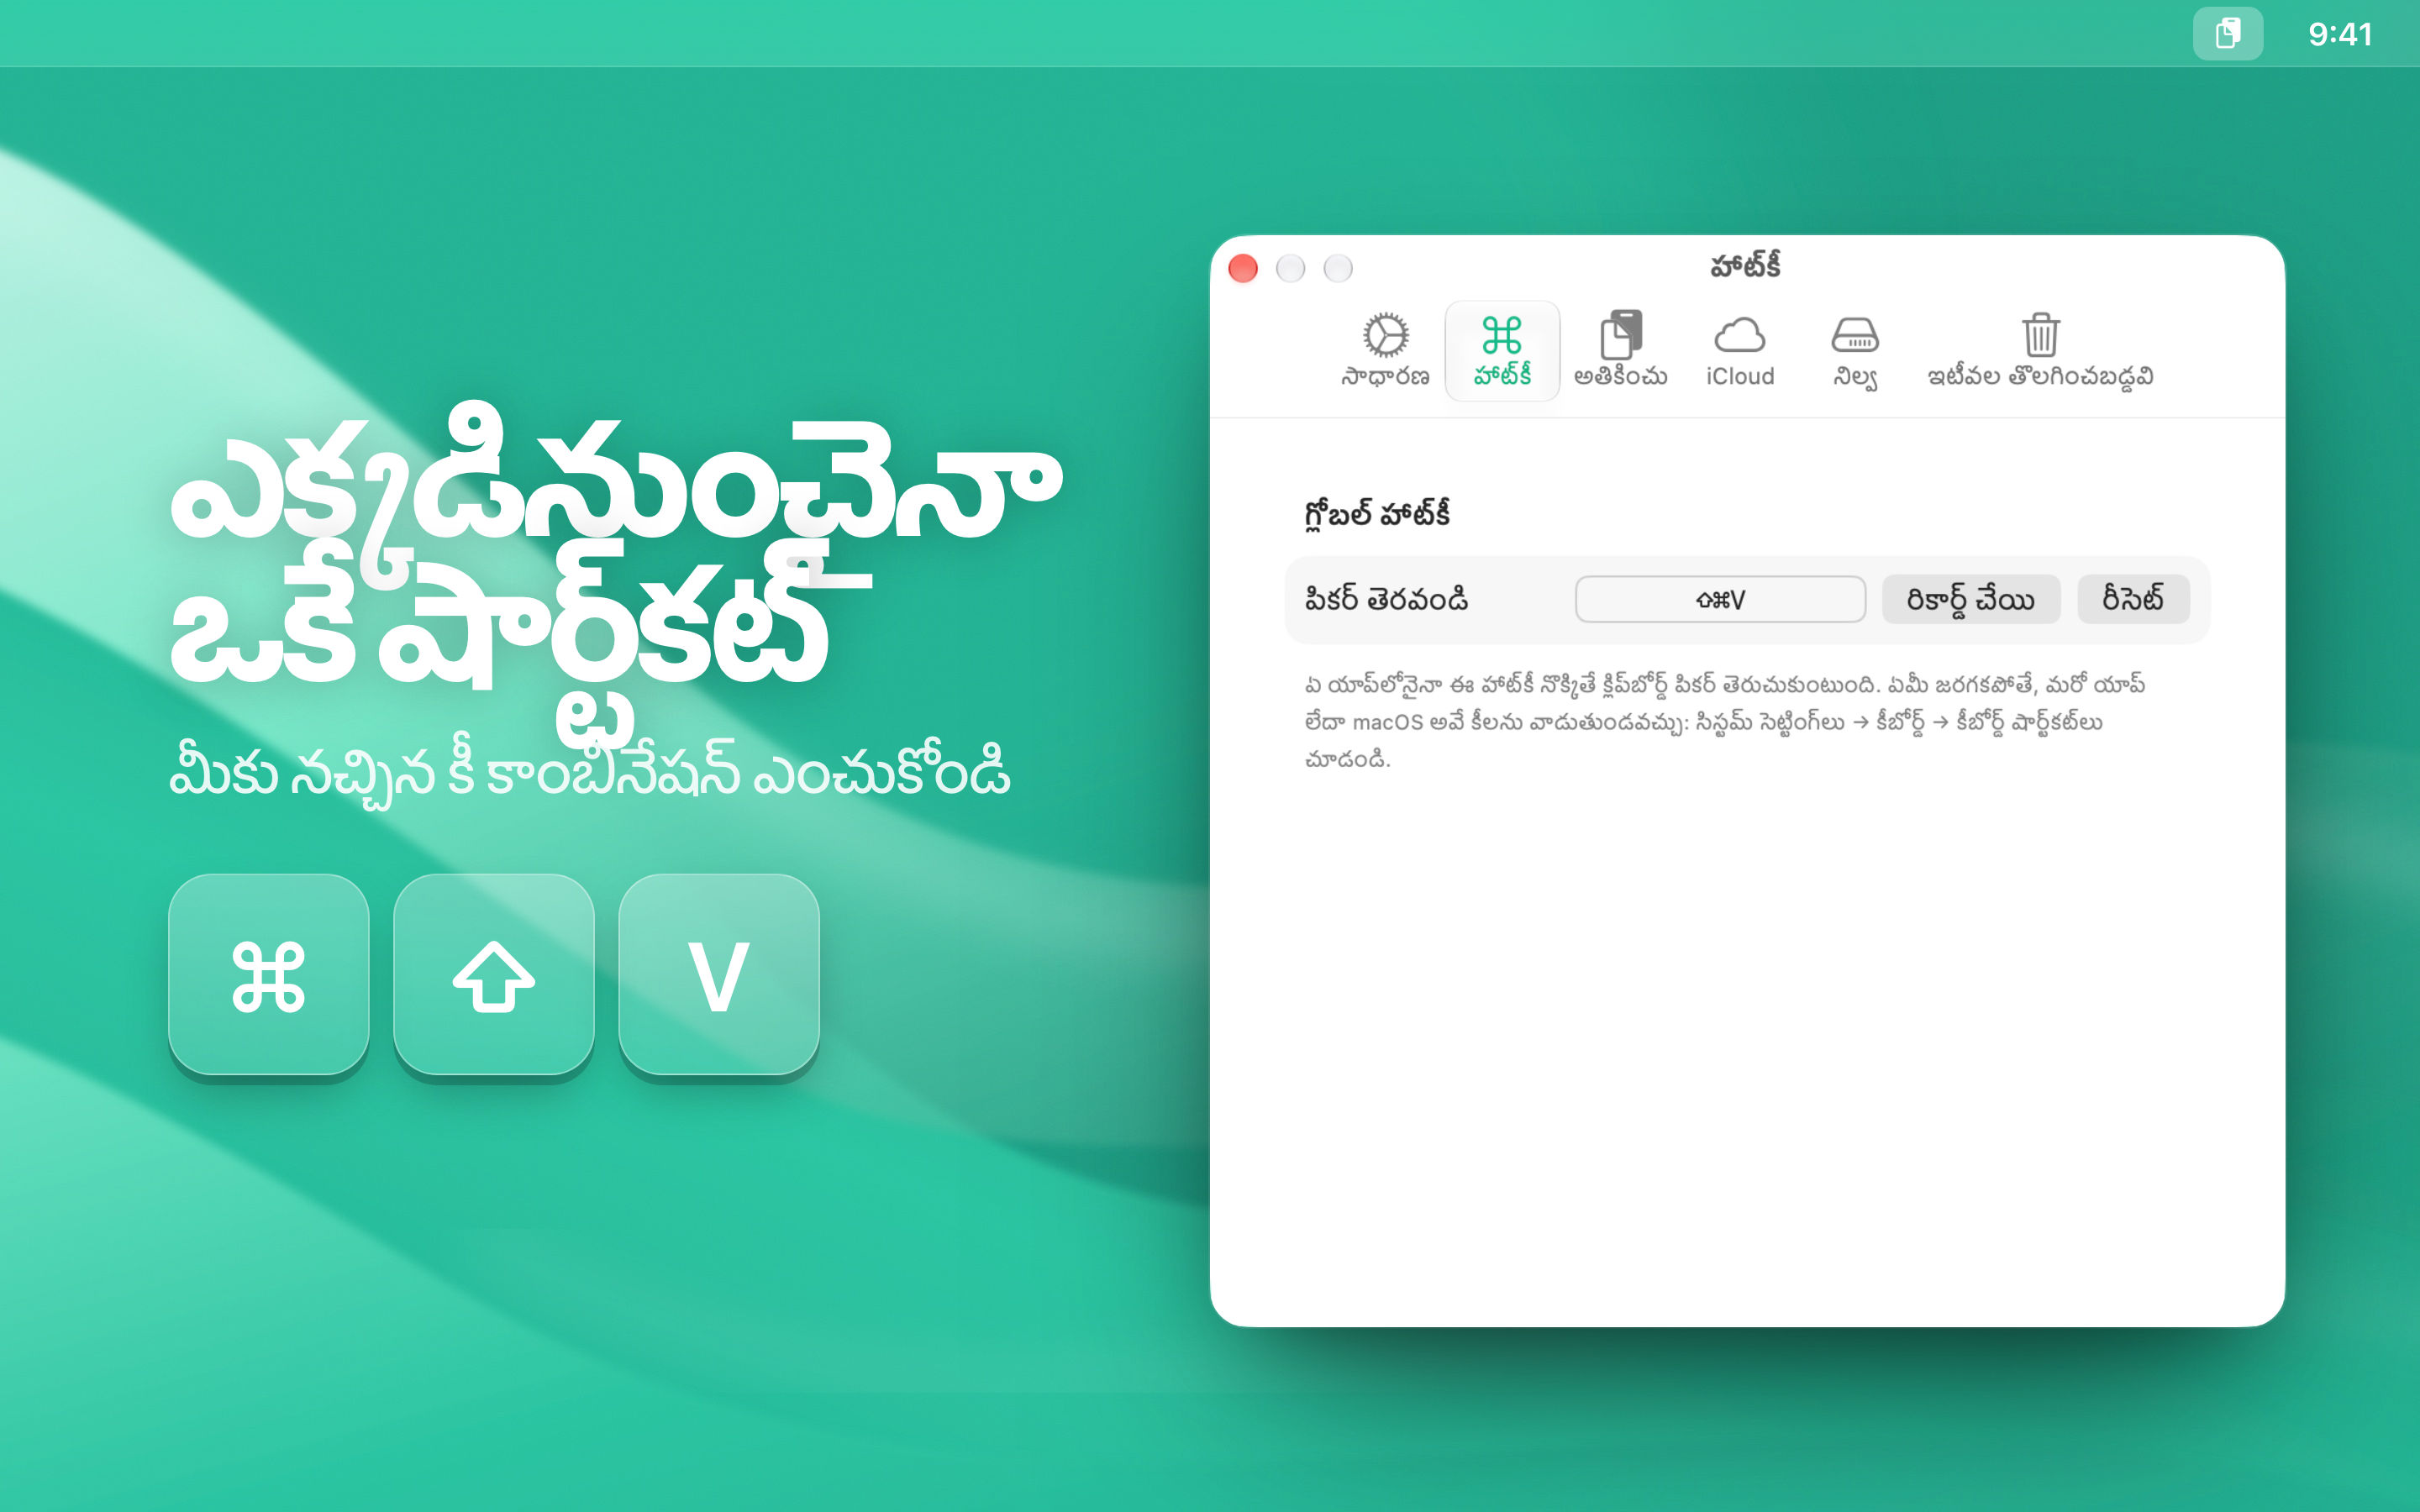 9:41
ఎక్కడినుంచైనా
ఒకే షార్ట్‌కట్
మీకు నచ్చిన కీ కాంబినేషన్ ఎంచుకోండి
⌘ ⇧ V
హాట్‌కీ
సాధారణ హాట్‌కీ అతికించు iCloud నిల్వ ఇటీవల తొలగించబడ్డవి
గ్లోబల్ హాట్‌కీ
పికర్ తెరవండి ⇧⌘V రికార్డ్ చేయి రీసెట్
ఏ యాప్‌లోనైనా ఈ హాట్‌కీ నొక్కితే క్లిప్‌బోర్డ్ పికర్ తెరుచుకుంటుంది. ఏమీ జరగకపోతే, మరో యాప్
లేదా macOS అవే కీలను వాడుతుండవచ్చు: సిస్టమ్ సెట్టింగ్‌లు → కీబోర్డ్ → కీబోర్డ్ షార్ట్‌కట్‌లు
చూడండి.